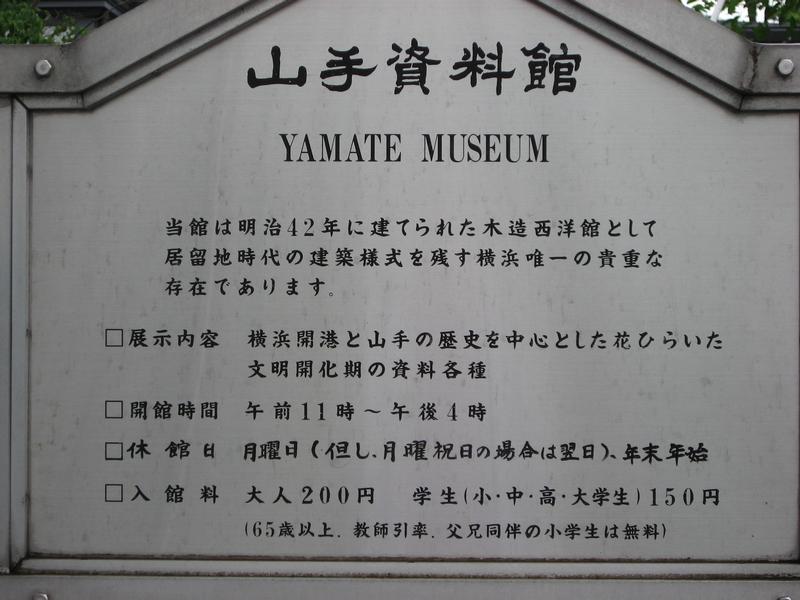 山手資料館
YAMATE MUSEUM
当館は明治42年に建てられた木造西洋館として
居留地時代の建築様式を残す横浜唯一の貴重な
存在であります。
□展示内容 横浜開港と山手の歴史を中心とした花ひらいた
文明開化期の資料各種
□開館時間 午前11時～午後4時
□休館日 月曜日(但し、月曜祝日の場合は翌日)、年末年始
□入館料 大人200円 学生(小・中・高・大学生)150円
(65歳以上.教師引率.父兄同伴の小学生は無料)